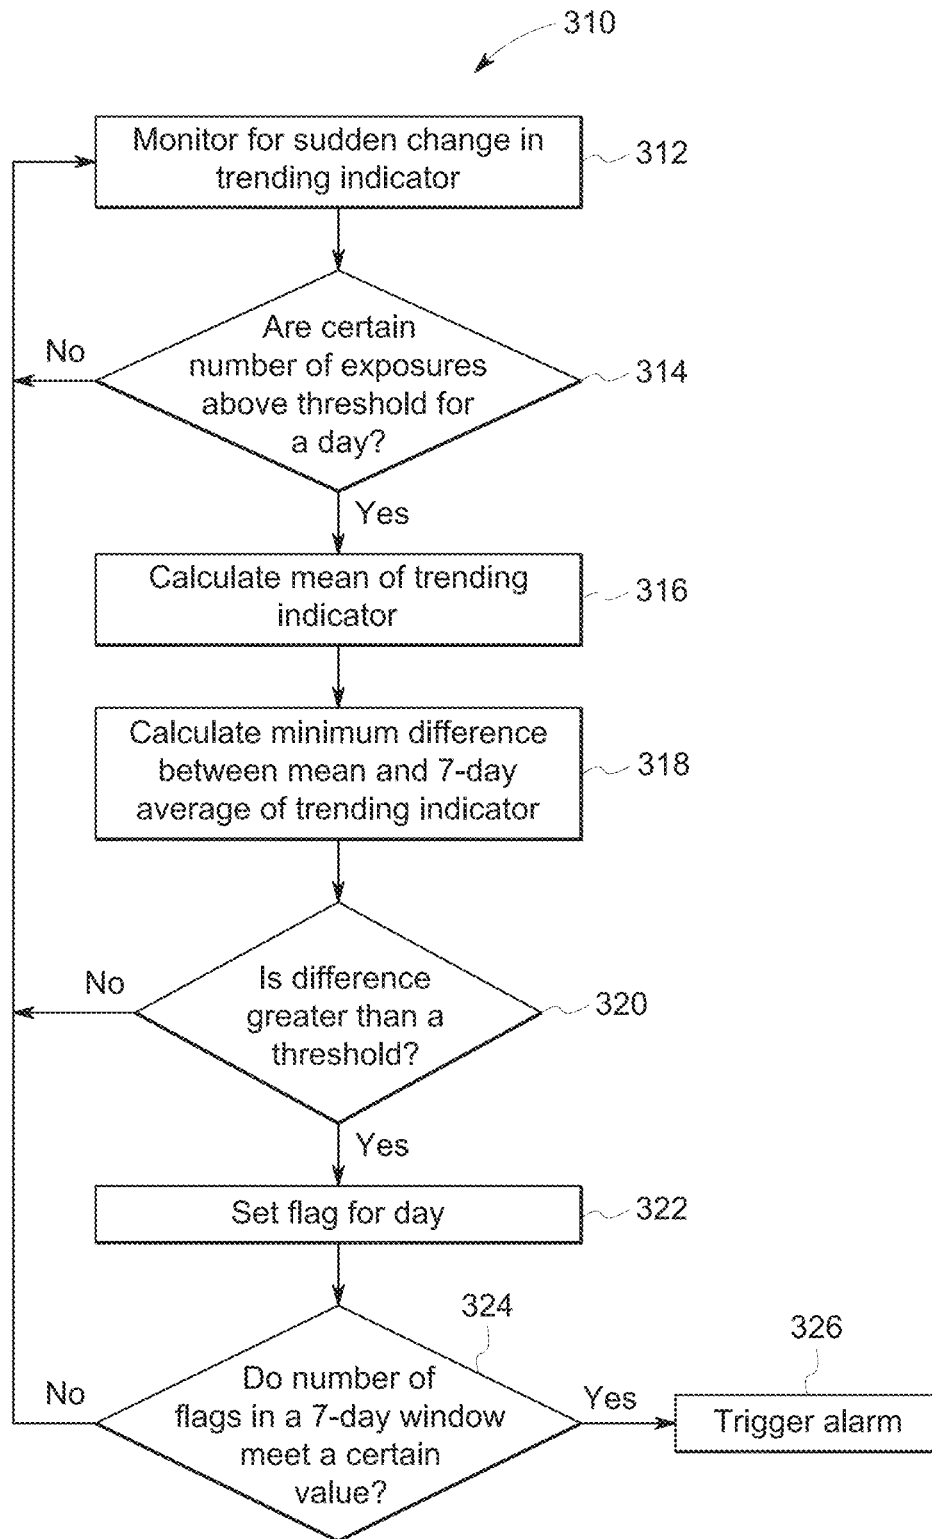 310
Monitor for sudden change in
trending indicator
312
Are certain
number of exposures
above threshold for
a day?
314
No
Yes
Calculate mean of trending
indicator
316
Calculate minimum difference
between mean and 7-day
average of trending indicator
318
Is difference
greater than a
threshold?
320
No
Yes
Set flag for day
322
324
Do number of
flags in a 7-day window
meet a certain
value?
No
Yes
326
Trigger alarm